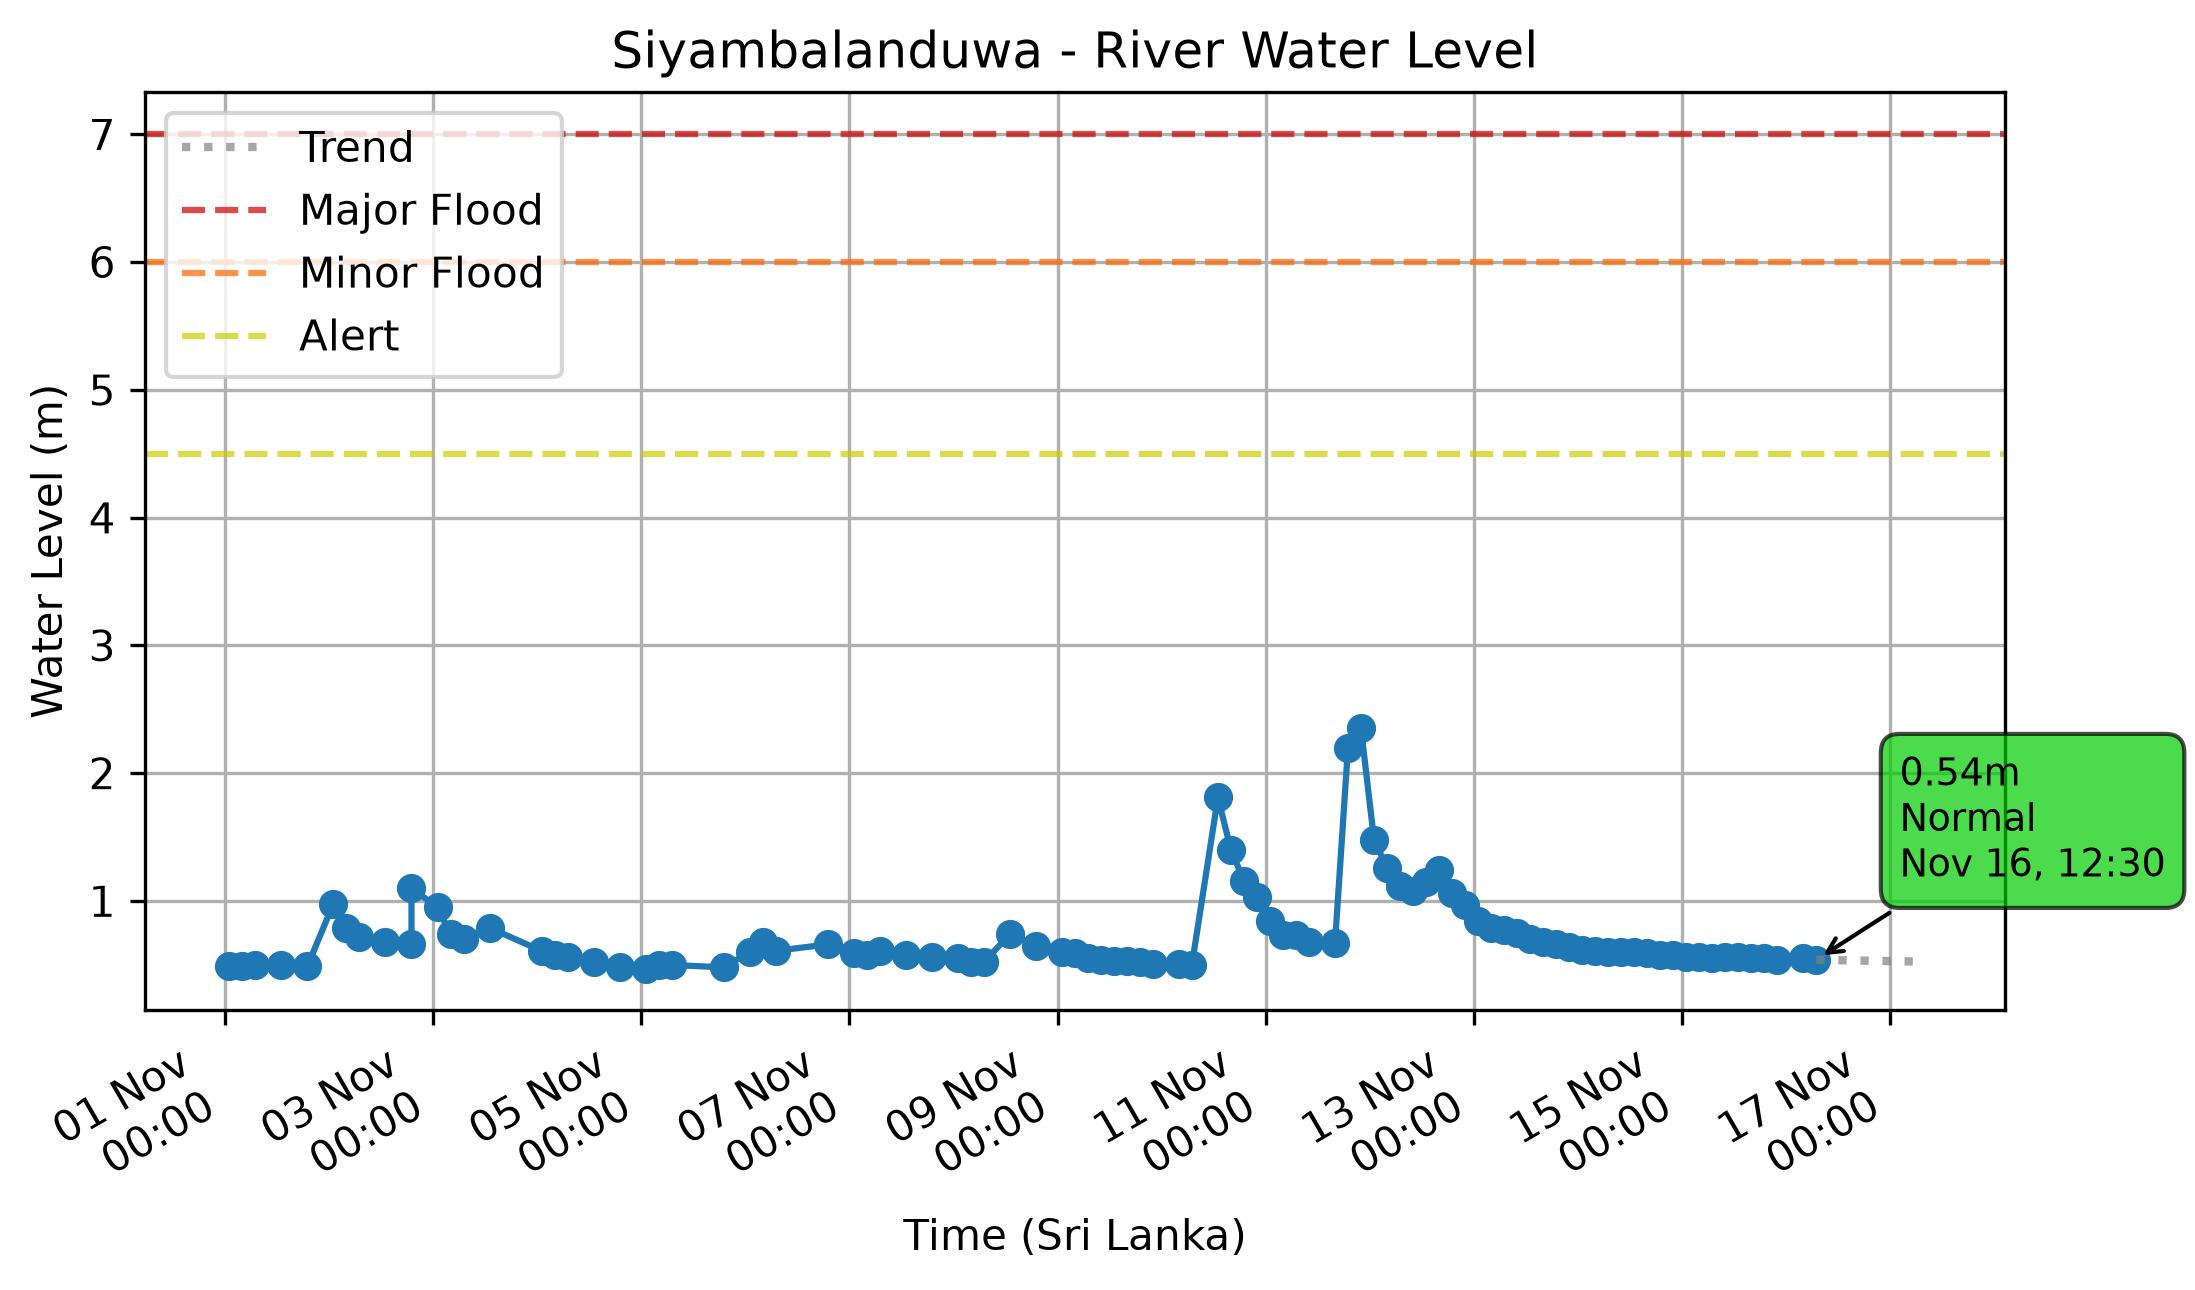 Siyambalanduwa - River Water Level
Trend
Major Flood
Minor Flood
Alert
Water Level (m)
7
6
5
4
3
2
1
0.54m
Normal
Nov 16, 12:30
01 Nov
00:00
03 Nov
00:00
05 Nov
00:00
07 Nov
00:00
09 Nov
00:00
11 Nov
00:00
13 Nov
00:00
15 Nov
00:00
17 Nov
00:00
Time (Sri Lanka)